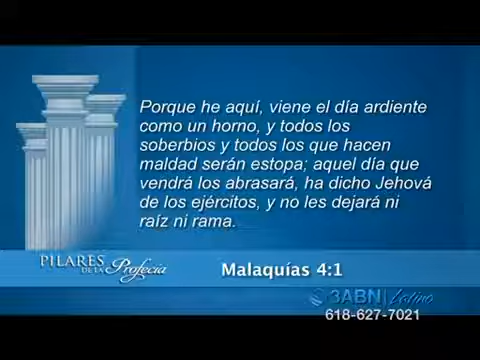 Porque he aquí, viene el día ardiente
como un horno, y todos los
soberbios y todos los que hacen
maldad serán estopa; aquel día que
vendrá los abrasará, ha dicho Jehová
de los ejércitos, y no les dejará ni
raíz ni rama.
PILARES
DE LA Profecía
Malaquías 4:1
3ABN Latino
618-627-7021